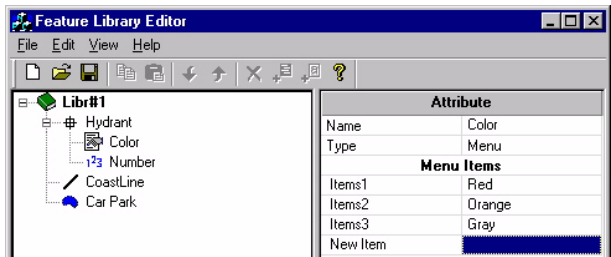 Feature Library Editor
File Edit View Help
Libr#1
Hydrant
Color
123 Number
CoastLine
Car Park
Attribute
Name Color
Type Menu
Menu Items
Items1 Red
Items2 Orange
Items3 Gray
New Item